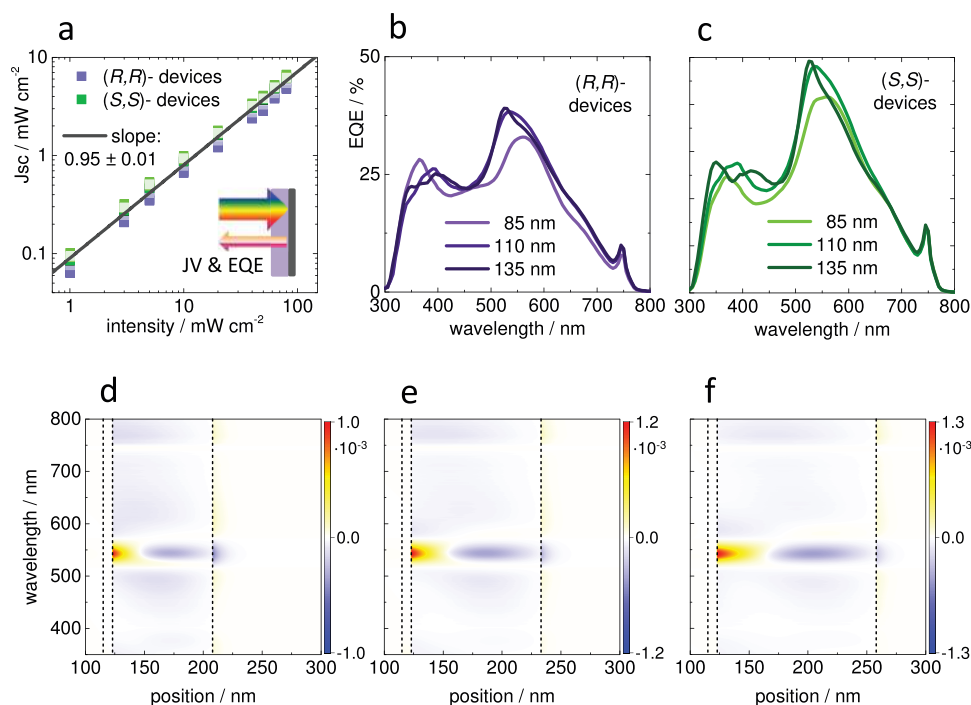 a
Jsc / mW cm-2
10
1
0.1
(R,R)- devices
(S,S)- devices
slope:
0.95 ± 0.01
JV & EQE
1
10
100
intensity / mW cm-2
b
EQE / %
50
25
0
(R,R)-
devices
85 nm
110 nm
135 nm
300 400 500 600 700 800
wavelength / nm
c
(S,S)-
devices
85 nm
110 nm
135 nm
300 400 500 600 700 800
wavelength / nm
d
wavelength / nm
800
700
600
500
400
100 150 200 250 300
position / nm
1.0
·10-3
0.0
-1.0
e
100 150 200 250 300
position / nm
1.2
·10-3
0.0
-1.2
f
100 150 200 250 300
position / nm
1.3
·10-3
0.0
-1.3